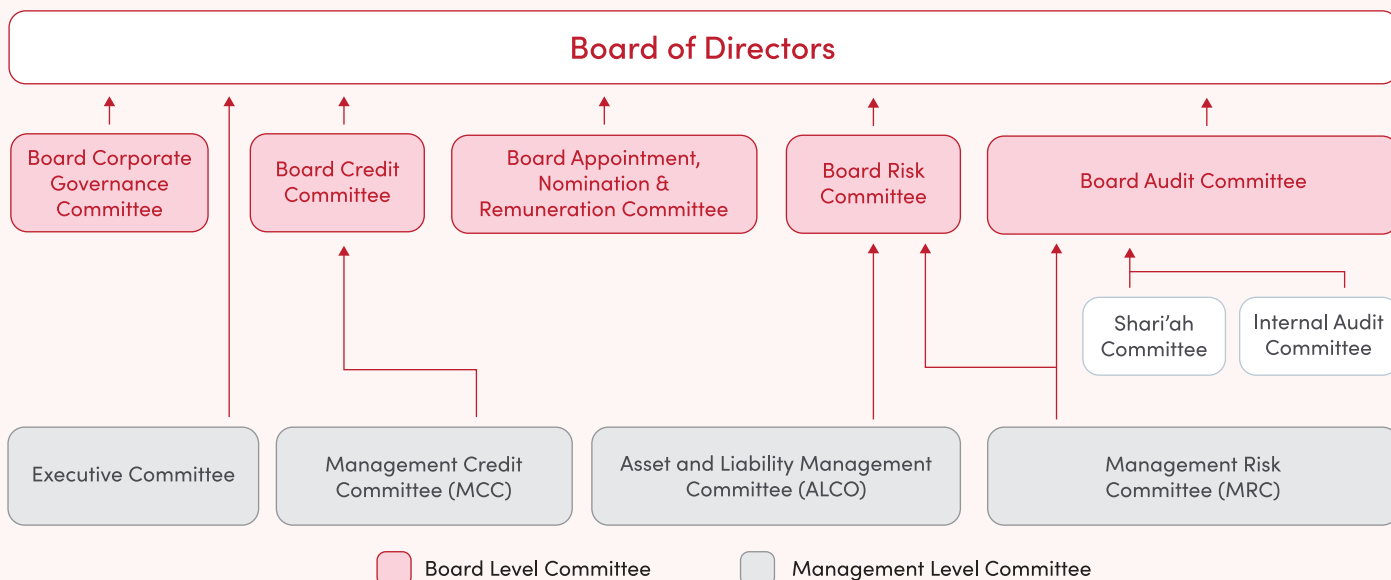 Board of Directors
Board Corporate
Governance
Committee
Board Credit
Committee
Board Appointment,
Nomination &
Remuneration Committee
Board Risk
Committee
Board Audit Committee
Shari’ah
Committee
Internal Audit
Committee
Executive Committee
Management Credit
Committee (MCC)
Asset and Liability Management
Committee (ALCO)
Management Risk
Committee (MRC)
Board Level Committee
Management Level Committee